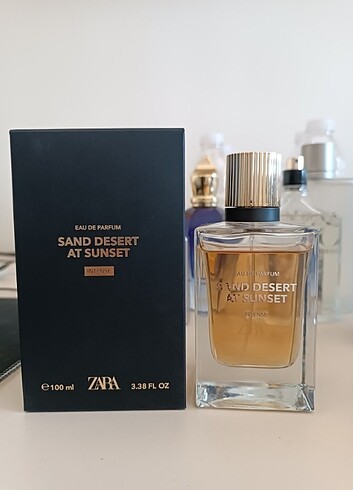 EAU DE PARFUM
SAND DESERT
AT SUNSET
INTENSE
℮100 ml ZARA 3.38 FL OZ
EAU DE PARFUM
SAND DESERT
AT SUNSET
INTENSE